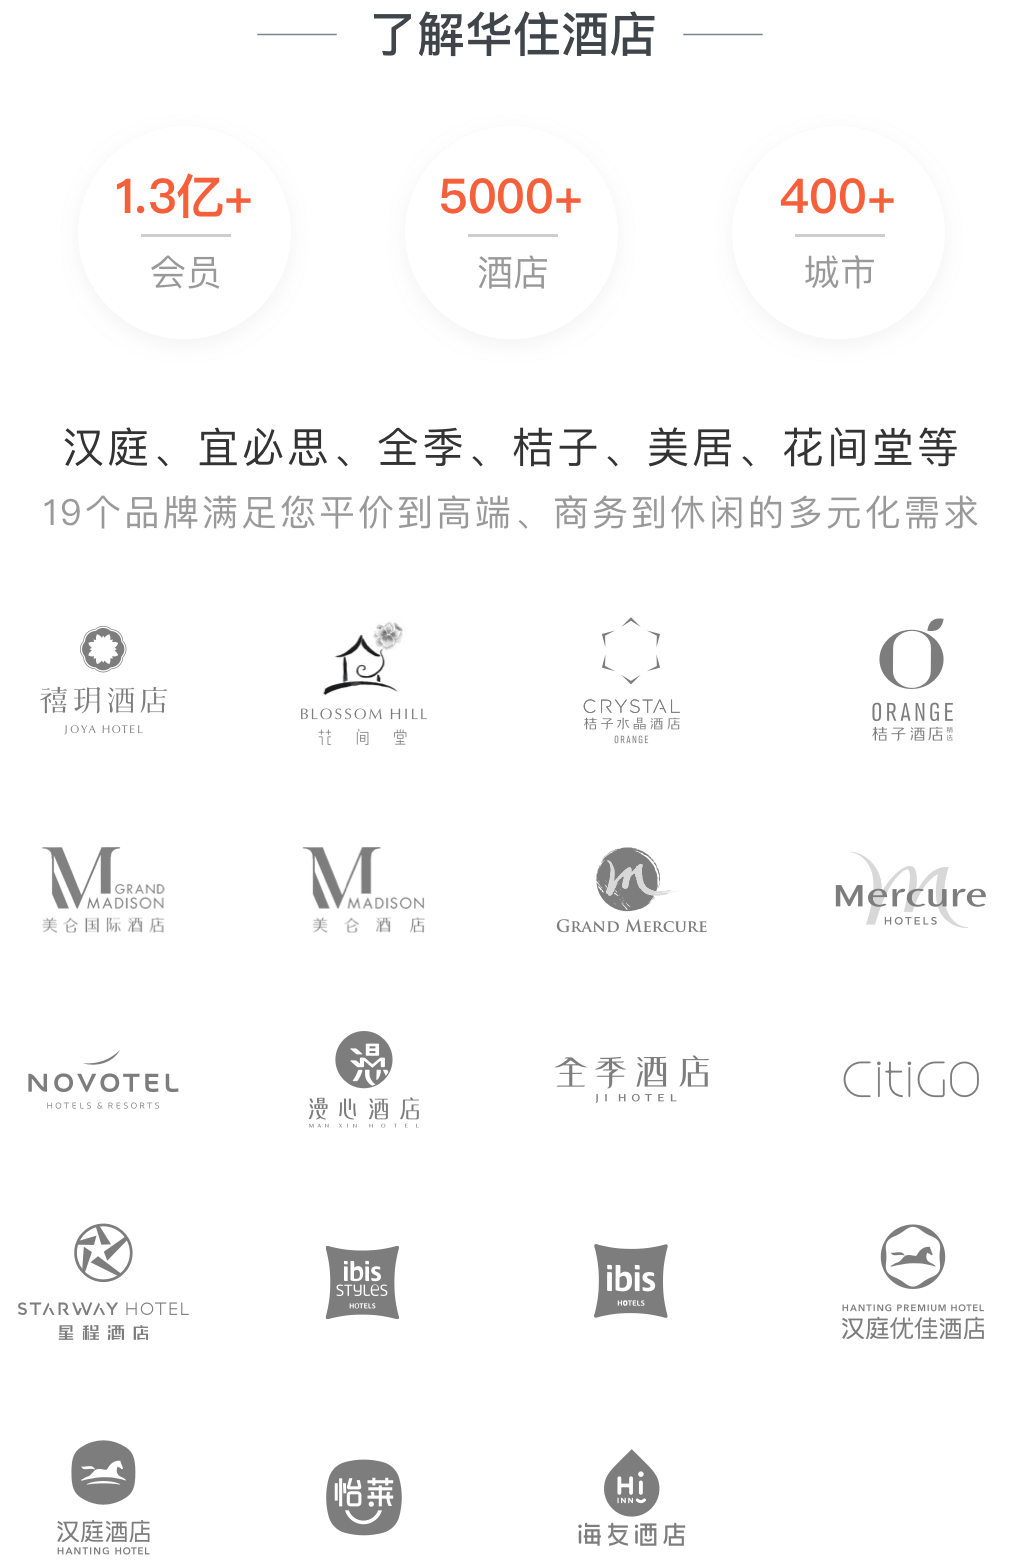 了解华住酒店
1.3亿+
会员
5000+
酒店
400+
城市
汉庭、宜必思、全季、桔子、美居、花间堂等
19个品牌满足您平价到高端、商务到休闲的多元化需求
禧玥酒店
JOYA HOTEL
BLOSSOM HILL
花间堂
CRYSTAL
桔子水晶酒店
ORANGE
ORANGE
桔子酒店精选
M GRAND
MADISON
美仑国际酒店
M
MADISON
美仑酒店
m
GRAND MERCURE
m
Mercure
HOTELS
NOVOTEL
HOTELS & RESORTS
漫
漫心酒店
MAN XIN HOTEL
全季酒店
JI HOTEL
CitiGO
STARWAY HOTEL
星程酒店
ibis
STYLES
HOTELS
ibis
HOTELS
HANTING PREMIUM HOTEL
汉庭优佳酒店
汉庭酒店
HANTING HOTEL
怡莱
Hi
INN
海友酒店